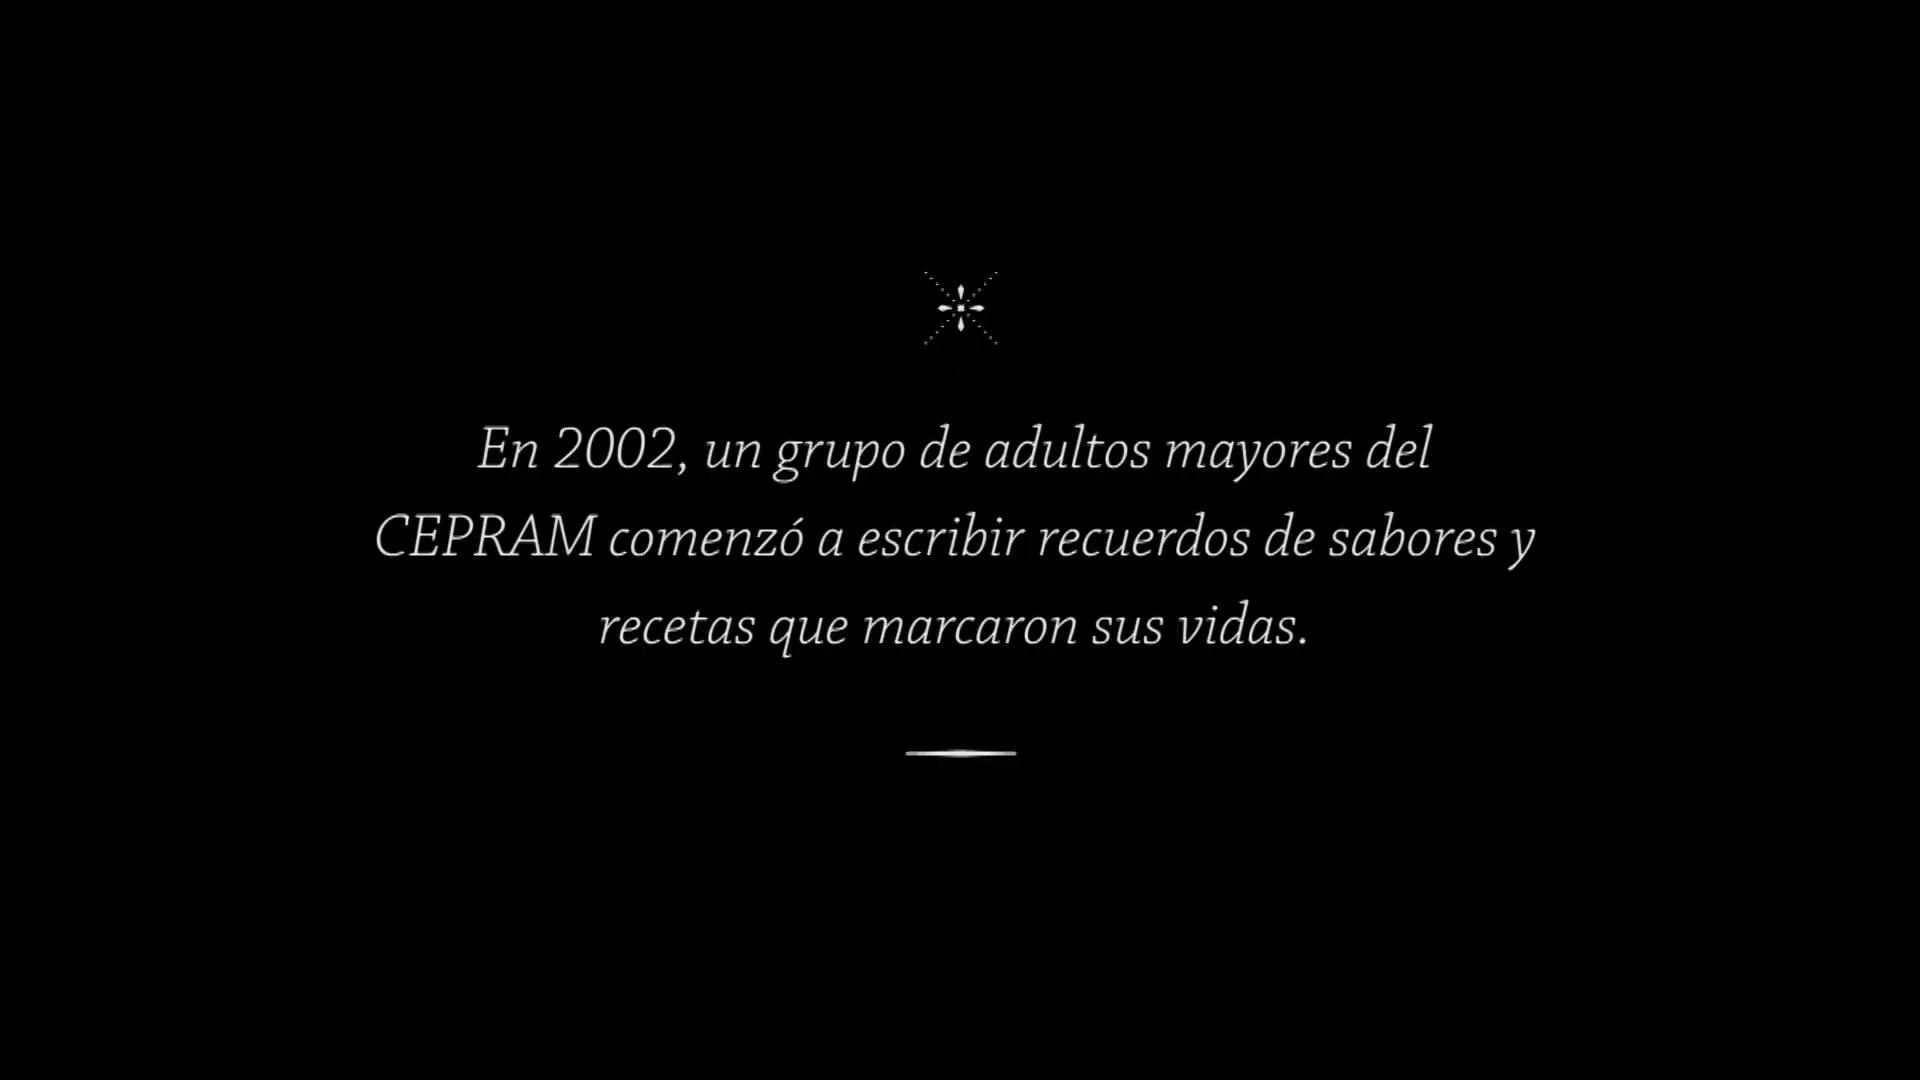 En 2002, un grupo de adultos mayores del
CEPRAM comenzó a escribir recuerdos de sabores y
recetas que marcaron sus vidas.